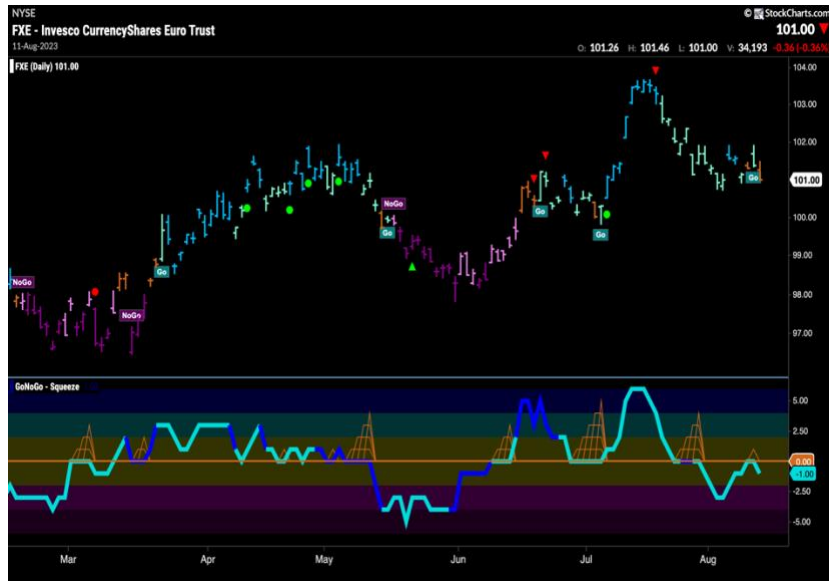 NYSE © StockCharts.com
FXE - Invesco CurrencyShares Euro Trust 101.00
11-Aug-2023 O: 101.26 H: 101.46 L: 101.00 V: 34,193 -0.36 (-0.36%)
FXE (Daily) 101.00
104.00
103.00
102.00
101.00
100.00
99.00
98.00
97.00
NoGo
NoGo
Go
NoGo
Go
Go
Go
Go
GoNoGo - Squeeze
5.00
2.50
0.00
-1.00
-2.50
-5.00
Mar Apr May Jun Jul Aug